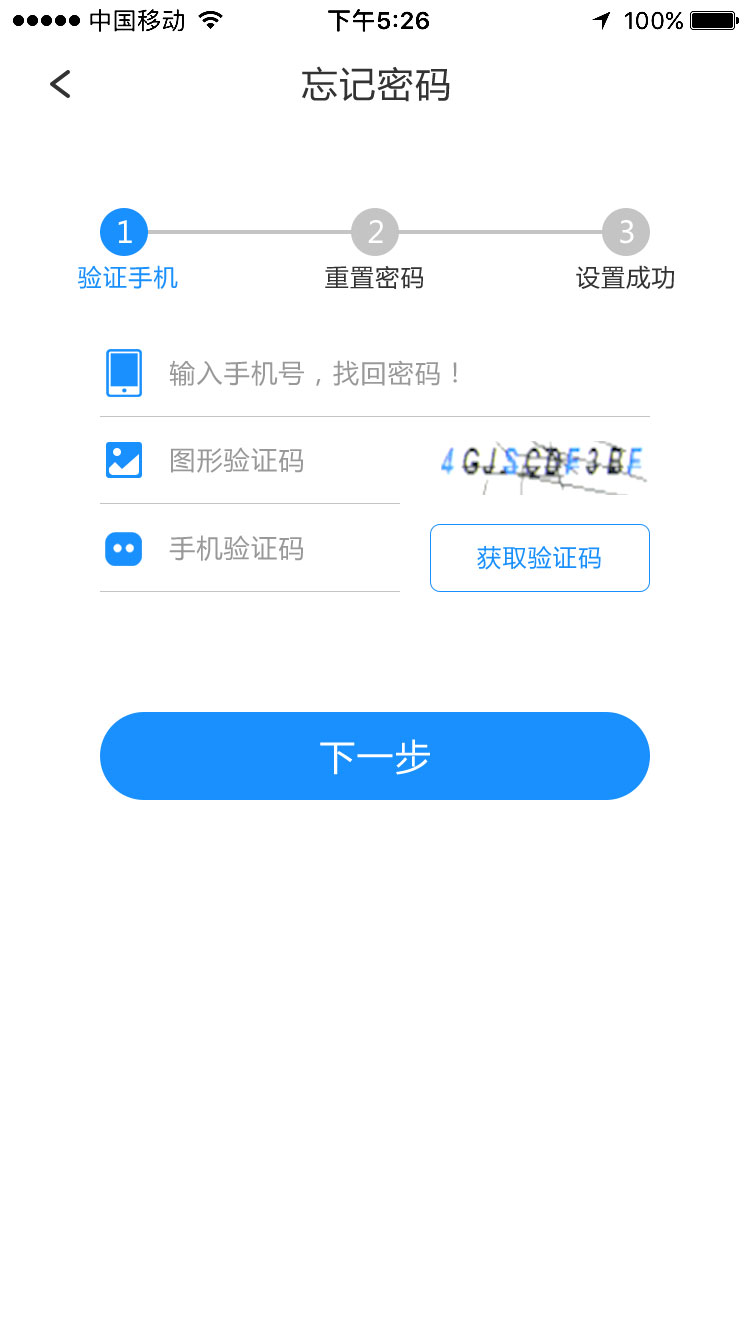 中国移动 下午5:26 100%
忘记密码
1 2 3
验证手机 重置密码 设置成功
输入手机号，找回密码！
图形验证码
手机验证码 获取验证码
下一步